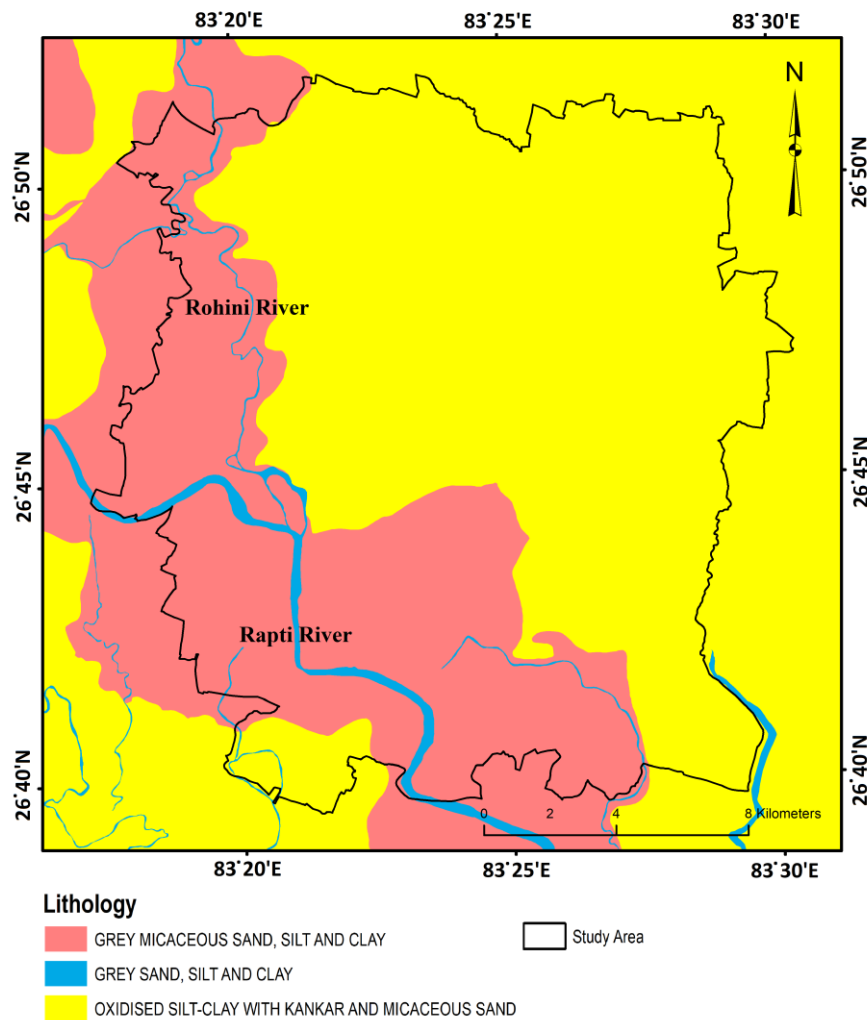 83°20'E 83°25'E 83°30'E
N
26°50'N 26°50'N
Rohini River
26°45'N 26°45'N
Rapti River
26°40'N 26°40'N
0 2 4 8 Kilometers
83°20'E 83°25'E 83°30'E
Lithology
GREY MICACEOUS SAND, SILT AND CLAY
Study Area
GREY SAND, SILT AND CLAY
OXIDISED SILT-CLAY WITH KANKAR AND MICACEOUS SAND